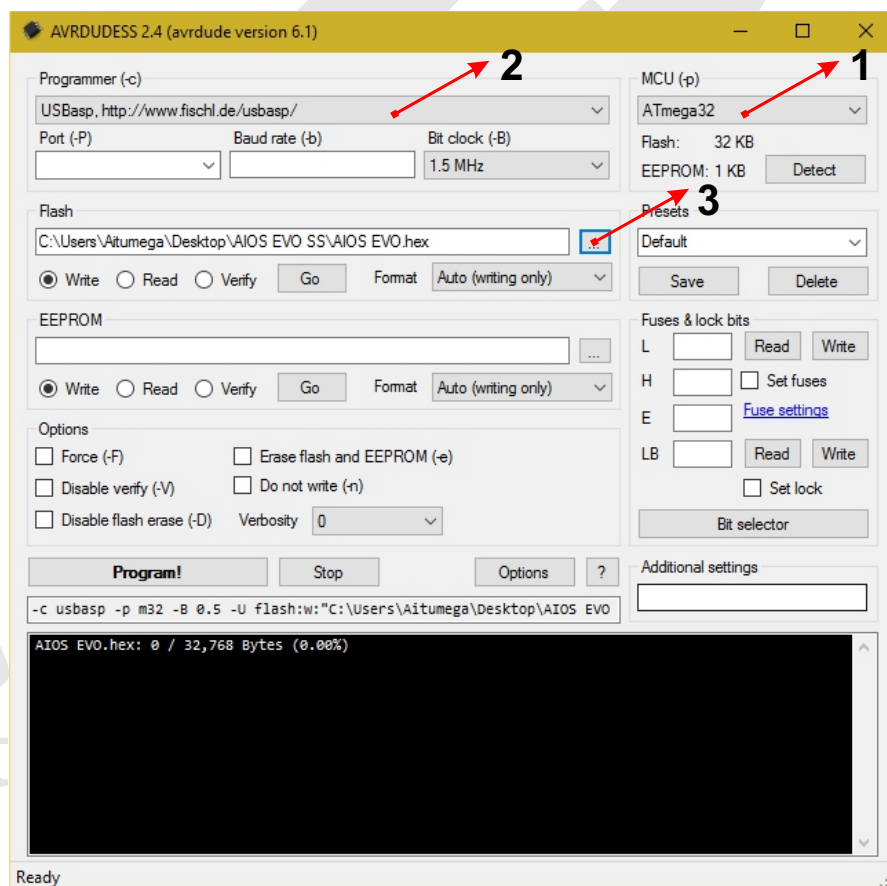 AVRDUDESS 2.4 (avrdude version 6.1)
2
1
Programmer (-c)
MCU (-p)
USBasp, http://www.fischl.de/usbasp/
ATmega32
Port (-P)
Baud rate (-b)
Bit clock (-B)
Flash:
32 KB
1.5 MHz
EEPROM: 1 KB
Detect
3
Flash
Presets
C:\Users\Aitumega\Desktop\AIOS EVO SS\AIOS EVO.hex
...
Default
Write
Read
Verify
Go
Format
Auto (writing only)
Save
Delete
EEPROM
Fuses & lock bits
...
L
Read
Write
Write
Read
Verify
Go
Format
Auto (writing only)
H
Set fuses
E
Fuse settings
Options
Force (-F)
Erase flash and EEPROM (-e)
LB
Read
Write
Disable verify (-V)
Do not write (-n)
Set lock
Disable flash erase (-D)
Verbosity
0
Bit selector
Program!
Stop
Options
?
Additional settings
-c usbasp -p m32 -B 0.5 -U flash:w:"C:\Users\Aitumega\Desktop\AIOS EVO
AIOS EVO.hex: 0 / 32,768 Bytes (0.00%)
Ready